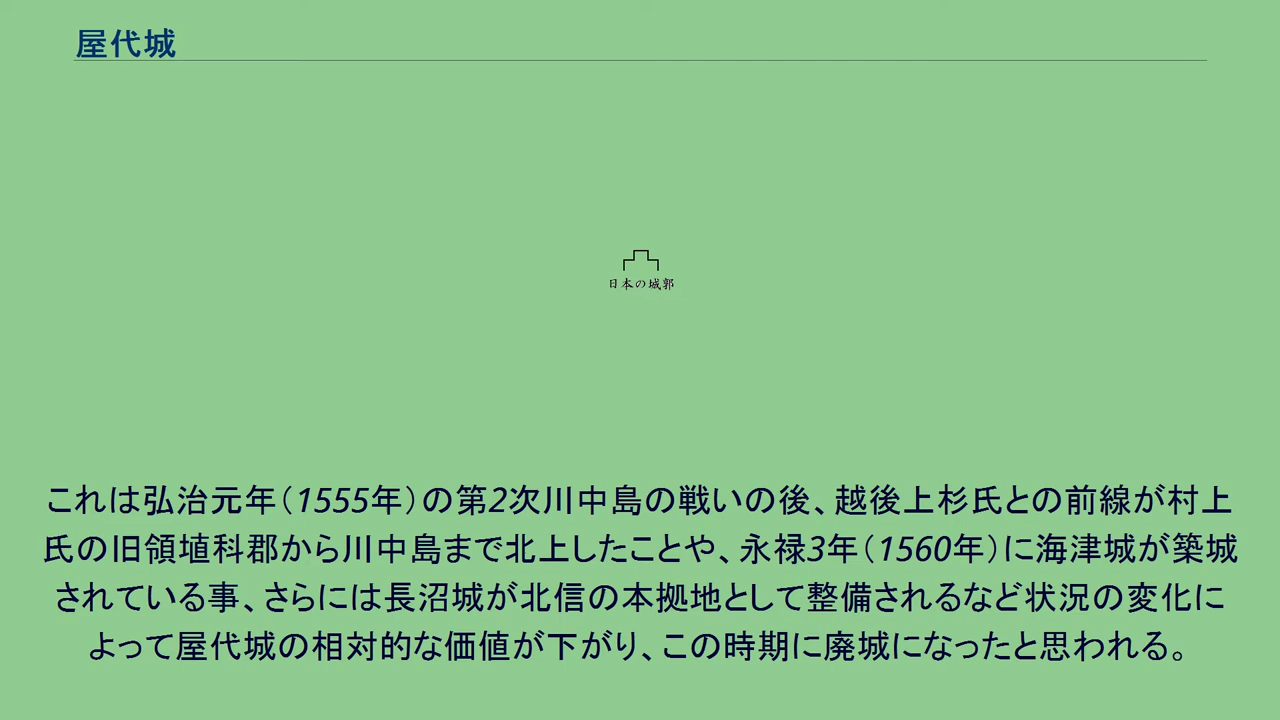 屋代城
日本の城郭
これは弘治元年（1555年）の第2次川中島の戦いの後、越後上杉氏との前線が村上
氏の旧領埴科郡から川中島まで北上したことや、永禄3年（1560年）に海津城が築城
されている事、さらには長沼城が北信の本拠地として整備されるなど状況の変化に
よって屋代城の相対的な価値が下がり、この時期に廃城になったと思われる。